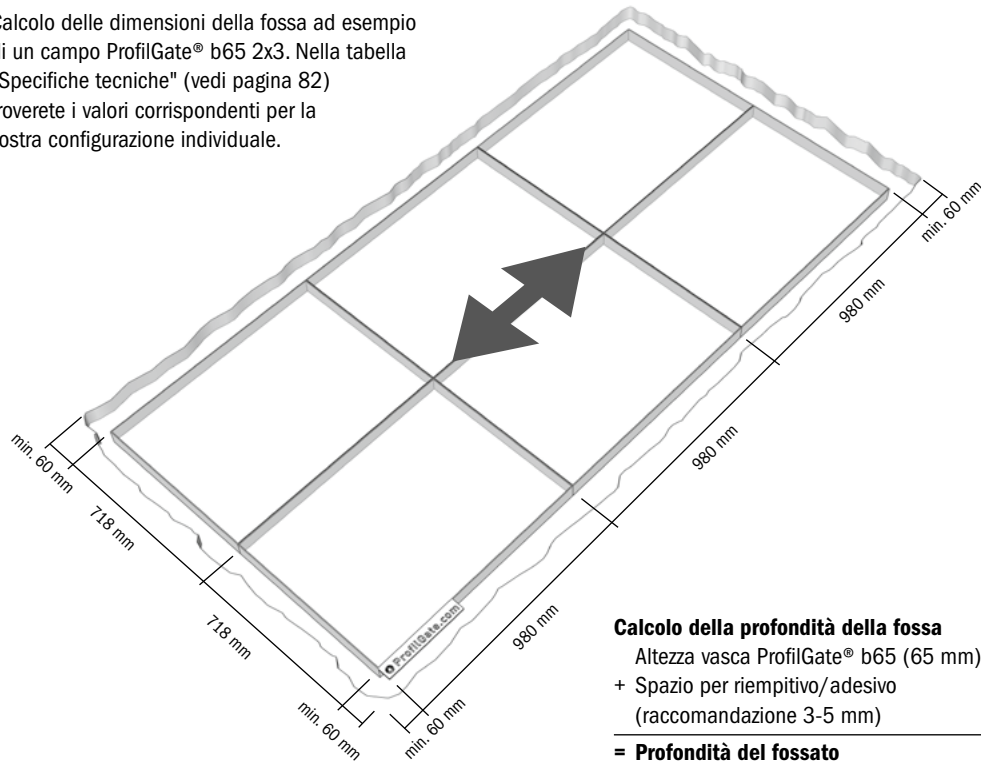 alcolo delle dimensioni della fossa ad esempio
i un campo ProfilGate® b65 2x3. Nella tabella
Specifiche tecniche" (vedi pagina 82)
roverete i valori corrispondenti per la
ostra configurazione individuale.
min. 60 mm
980 mm
980 mm
980 mm
min. 60 mm
718 mm
718 mm
min. 60 mm
min. 60 mm
ProfilGate.com
Calcolo della profondità della fossa
Altezza vasca ProfilGate® b65 (65 mm)
+ Spazio per riempitivo/adesivo
(raccomandazione 3-5 mm)
= Profondità del fossato